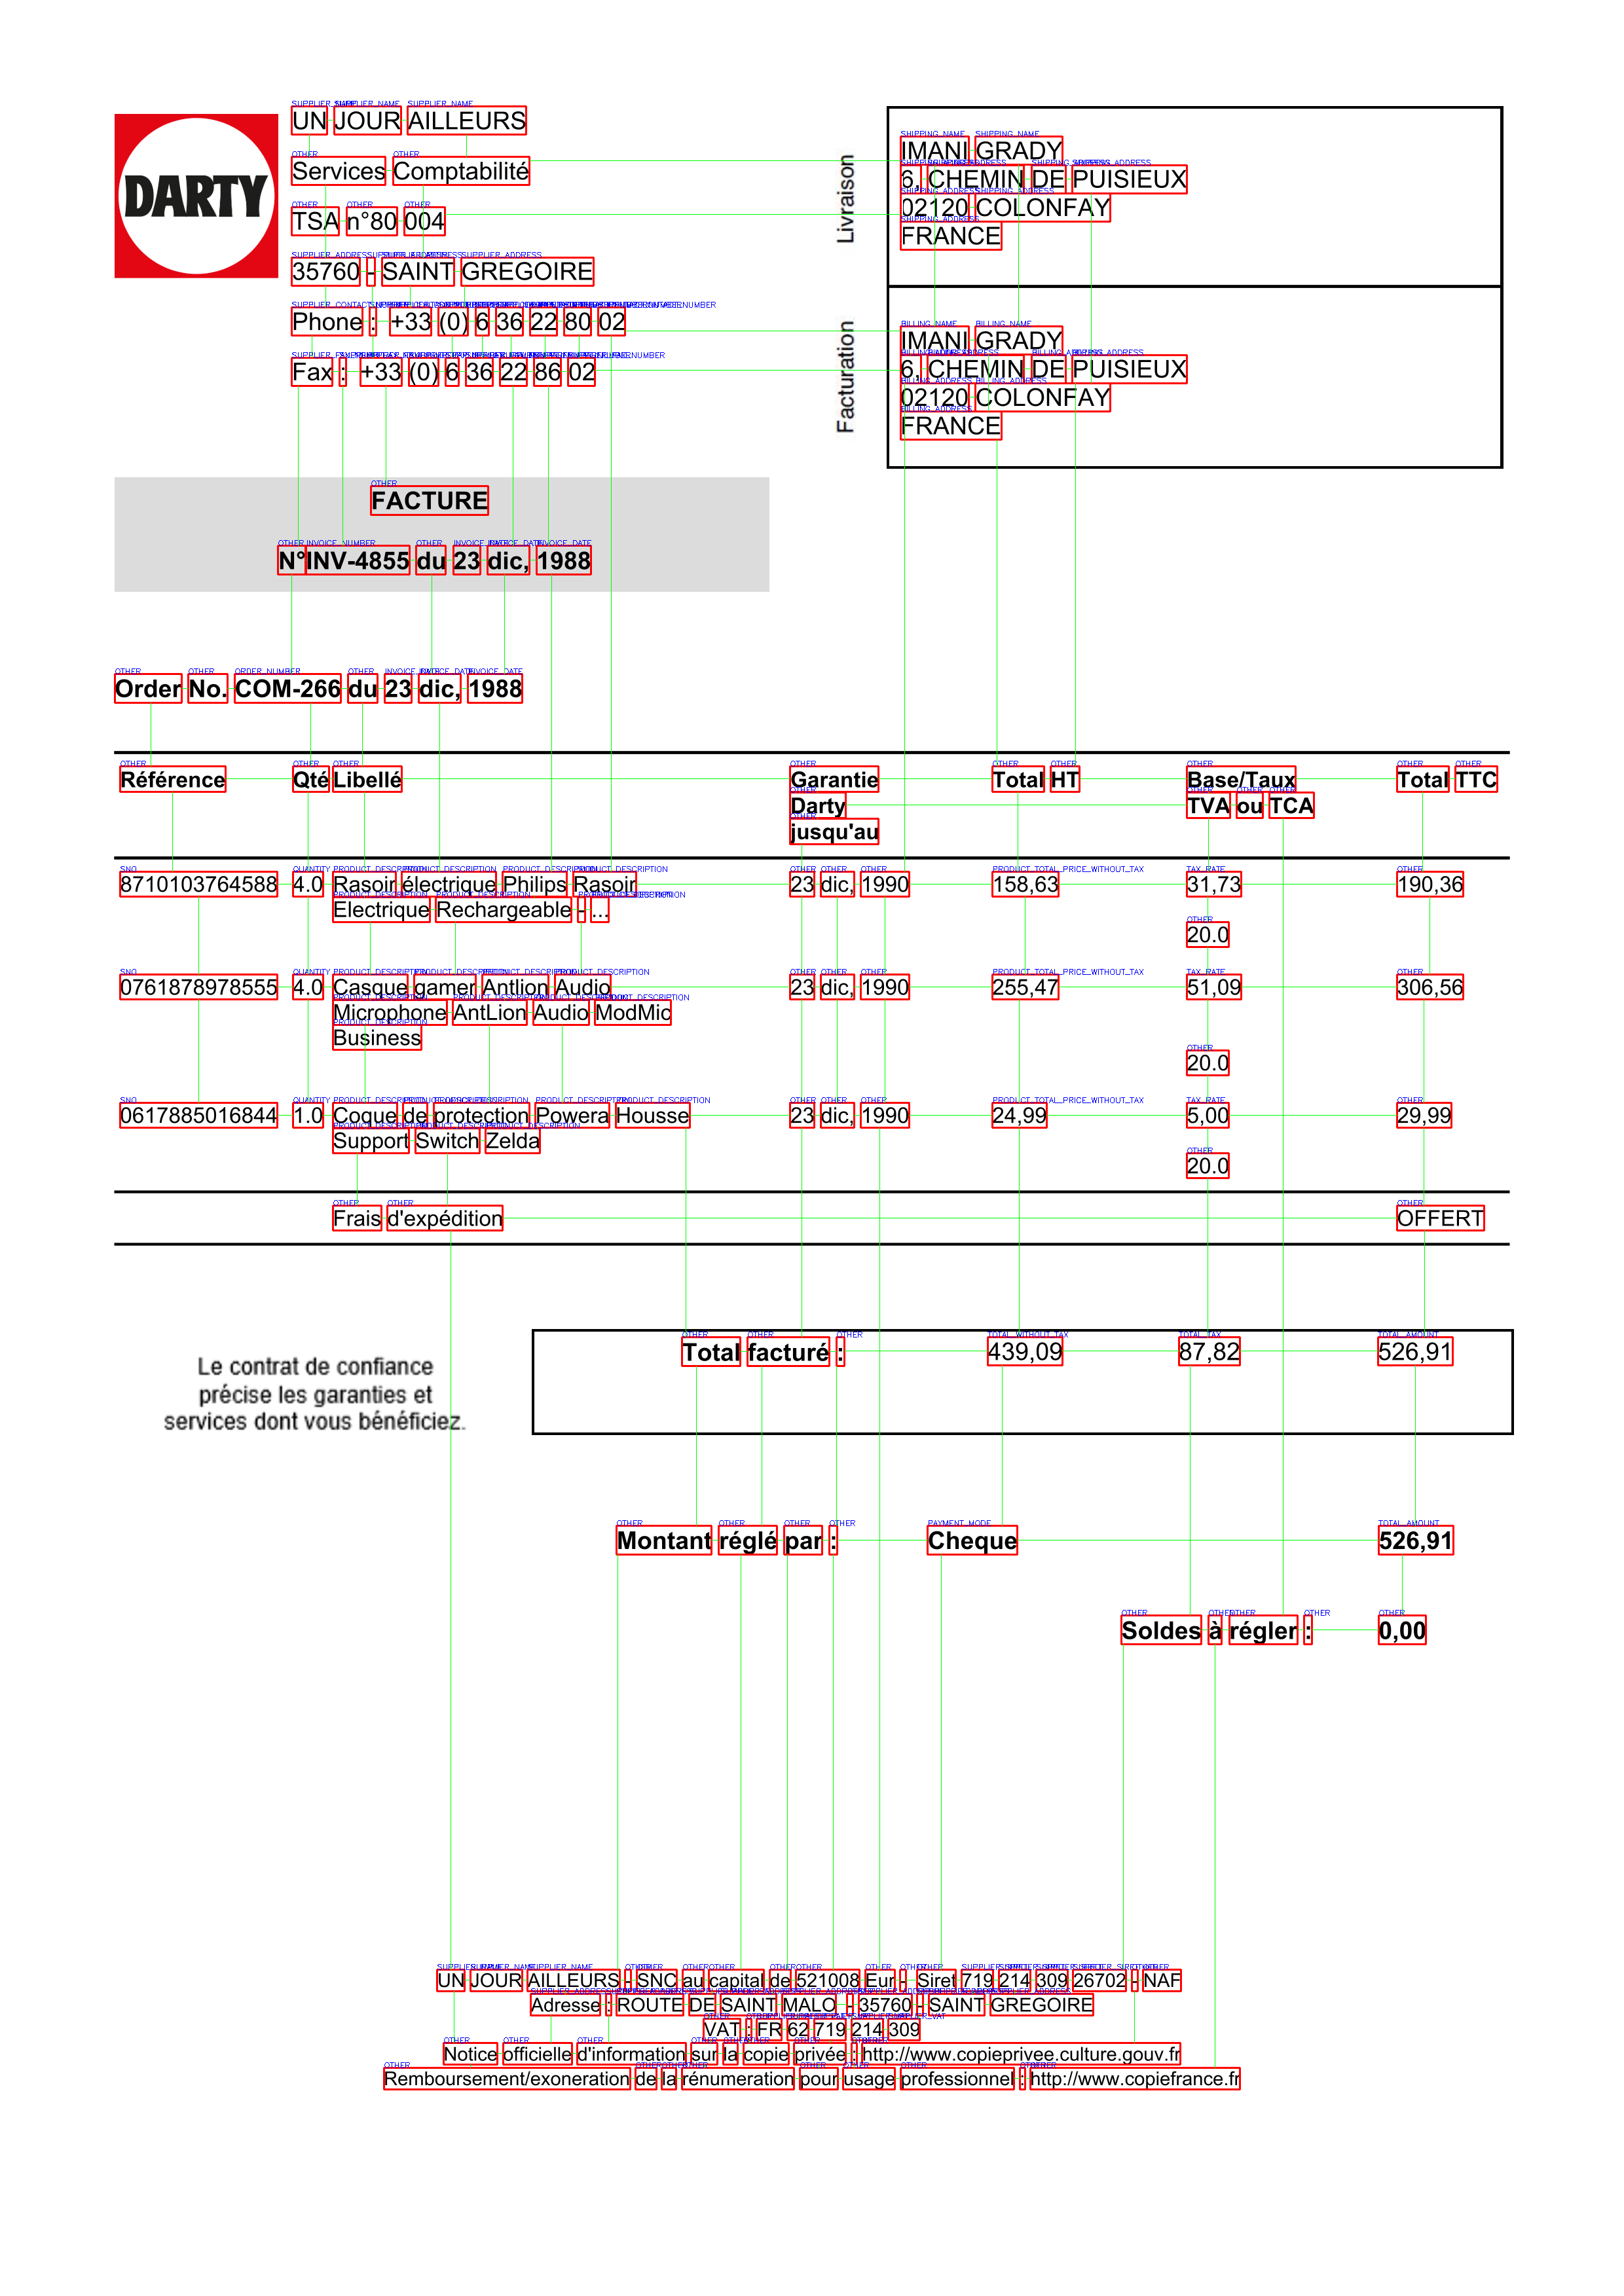 DARTY
UN JOUR AILLEURS
Services Comptabilité
TSA n°80 004
35760 - SAINT GREGOIRE
Phone : +33 (0) 6 36 22 80 02
Fax : +33 (0) 6 36 22 86 02
Livraison
IMANI GRADY
6, CHEMIN DE PUISIEUX
02120 COLONFAY
FRANCE
Facturation
IMANI GRADY
6, CHEMIN DE PUISIEUX
02120 COLONFAY
FRANCE
FACTURE
N° INV-4855 du 23 dic, 1988
Order No. COM-266 du 23 dic, 1988
Référence Qté Libellé Garantie Total HT Base/Taux Total TTC
Darty TVA ou TCA
jusqu'au
8710103764588 4.0 Rasoir électrique Philips Rasoir 23 dic, 1990 158,63 31,73 190,36
Electrique Rechargeable - ...
20.0
0761878978555 4.0 Casque gamer Antlion Audio 23 dic, 1990 255,47 51,09 306,56
Microphone AntLion Audio ModMic
Business
20.0
0617885016844 1.0 Coque de protection Powera Housse 23 dic, 1990 24,99 5,00 29,99
Support Switch Zelda
20.0
Frais d'expédition OFFERT
Total facturé : 439,09 87,82 526,91
Le contrat de confiance
précise les garanties et
services dont vous bénéficiez.
Montant réglé par : Cheque 526,91
Soldes à régler : 0,00
UN JOUR AILLEURS - SNC au capital de 521008 Eur - Siret 719 214 309 26702 - NAF
Adresse : ROUTE DE SAINT MALO - 35760 - SAINT GREGOIRE
VAT : FR 62 719 214 309
Notice officielle d'information sur la copie privée : http://www.copieprivee.culture.gouv.fr
Remboursement/exoneration de la rénumeration pour usage professionnel : http://www.copiefrance.fr